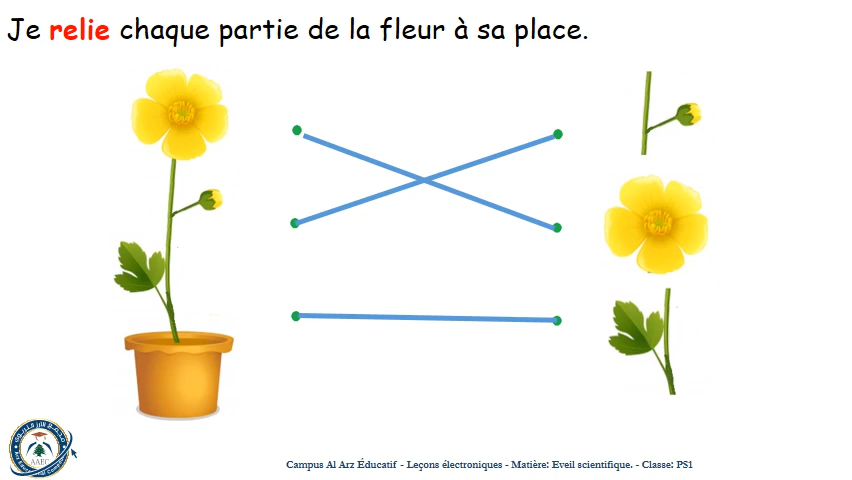 Je relie chaque partie de la fleur à sa place.
AAEC
Campus Al Arz Éducatif - Leçons électroniques - Matière: Eveil scientifique. - Classe: PS1